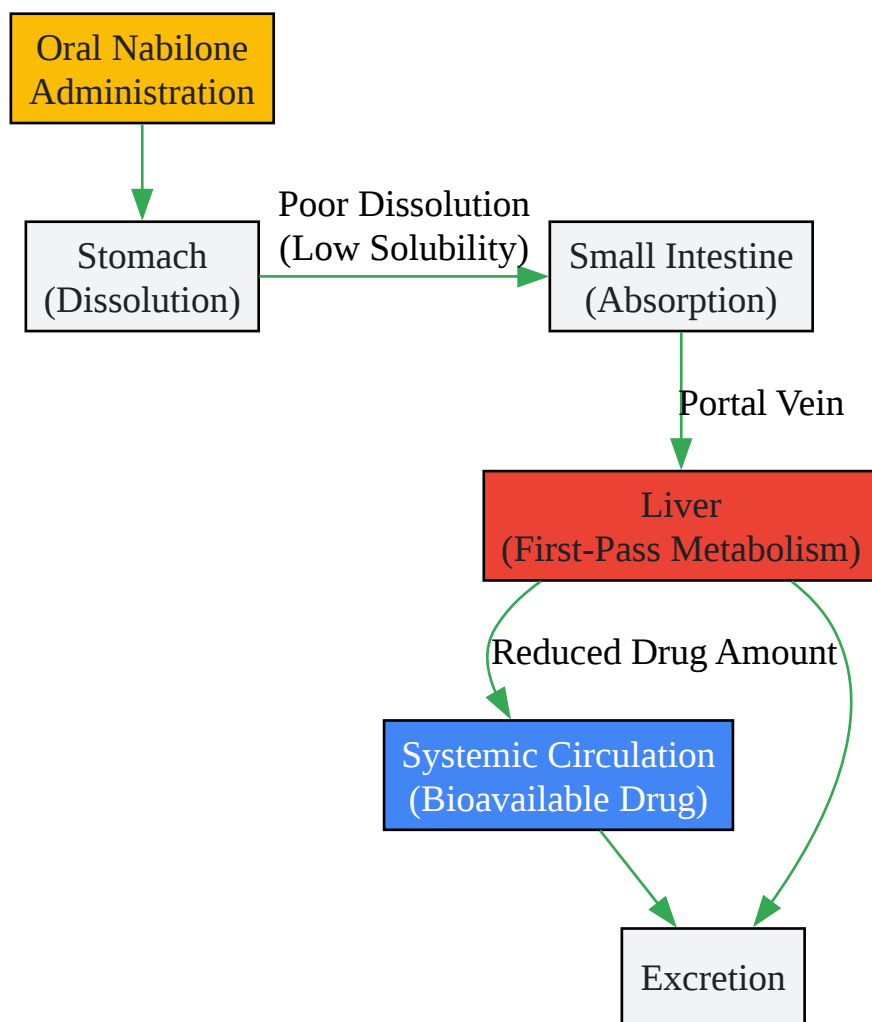 Oral Nabilone
Administration
Poor Dissolution
(Low Solubility)
Stomach
(Dissolution)
Small Intestine
(Absorption)
Portal Vein
Liver
(First-Pass Metabolism)
Reduced Drug Amount
Systemic Circulation
(Bioavailable Drug)
Excretion